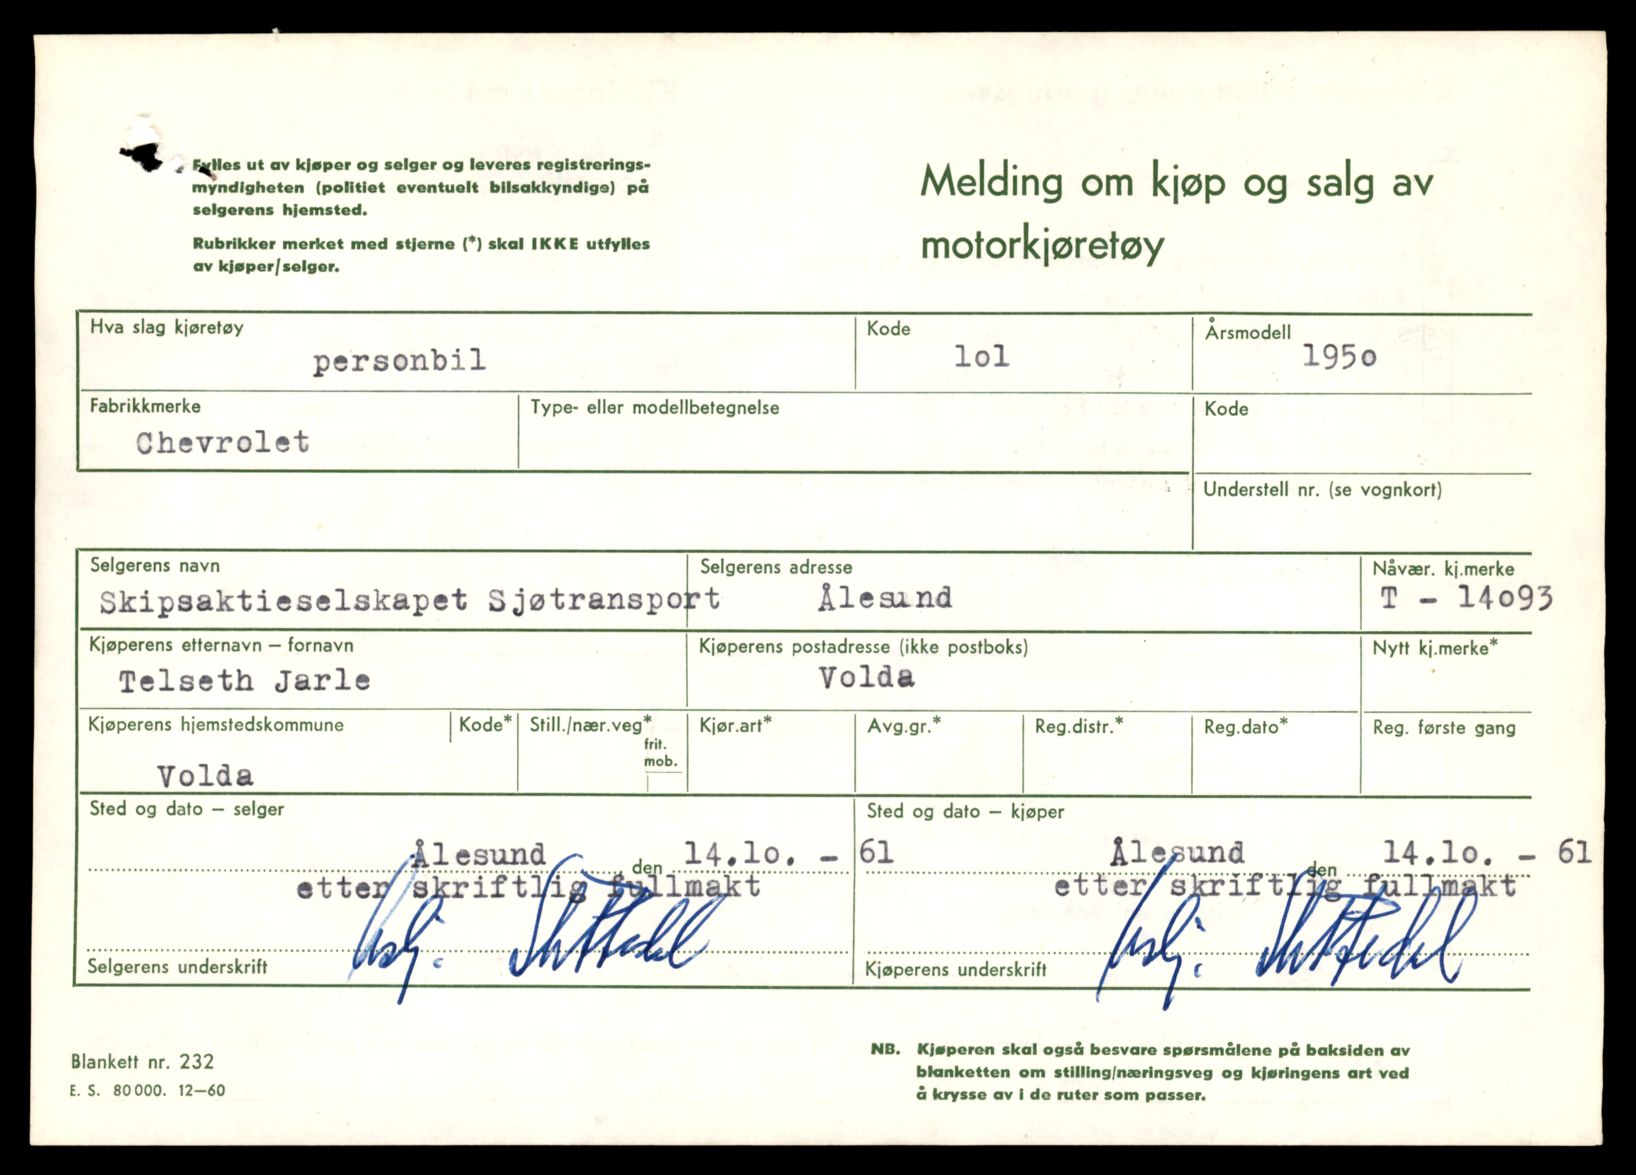 Fylles ut av kjøper og selger og leveres registrerings-
myndigheten (politiet eventuelt bilsakkyndige) på
selgerens hjemsted.
Rubrikker merket med stjerne (*) skal IKKE utfylles
av kjøper/selger.
Melding om kjøp og salg av
motorkjøretøy
Hva slag kjøretøy
Kode
Årsmodell
personbil
lol
195o
Fabrikkmerke
Type- eller modellbetegnelse
Kode
Chevrolet
Understell nr. (se vognkort)
Selgerens navn
Selgerens adresse
Nåvær. kj.merke
Skipsaktieselskapet Sjøtransport
Ålesund
T - 14o93
Kjøperens etternavn – fornavn
Kjøperens postadresse (ikke postboks)
Nytt kj.merke*
Telseth Jarle
Volda
Kjøperens hjemstedskommune
Kode*
Still./nær.veg*
frit.
mob.
Kjør.art*
Avg.gr.*
Reg.distr.*
Reg.dato*
Reg. første gang
Volda
Sted og dato – selger
Sted og dato – kjøper
Ålesund den 14.lo. - 61
Ålesund den 14.lo. - 61
etter skriftlig fullmakt
etter skriftlig fullmakt
Selgerens underskrift
Kjøperens underskrift
Blankett nr. 232
E. S. 80 000. 12–60
NB. Kjøperen skal også besvare spørsmålene på baksiden av
blanketten om stilling/næringsveg og kjøringens art ved
å krysse av i de ruter som passer.